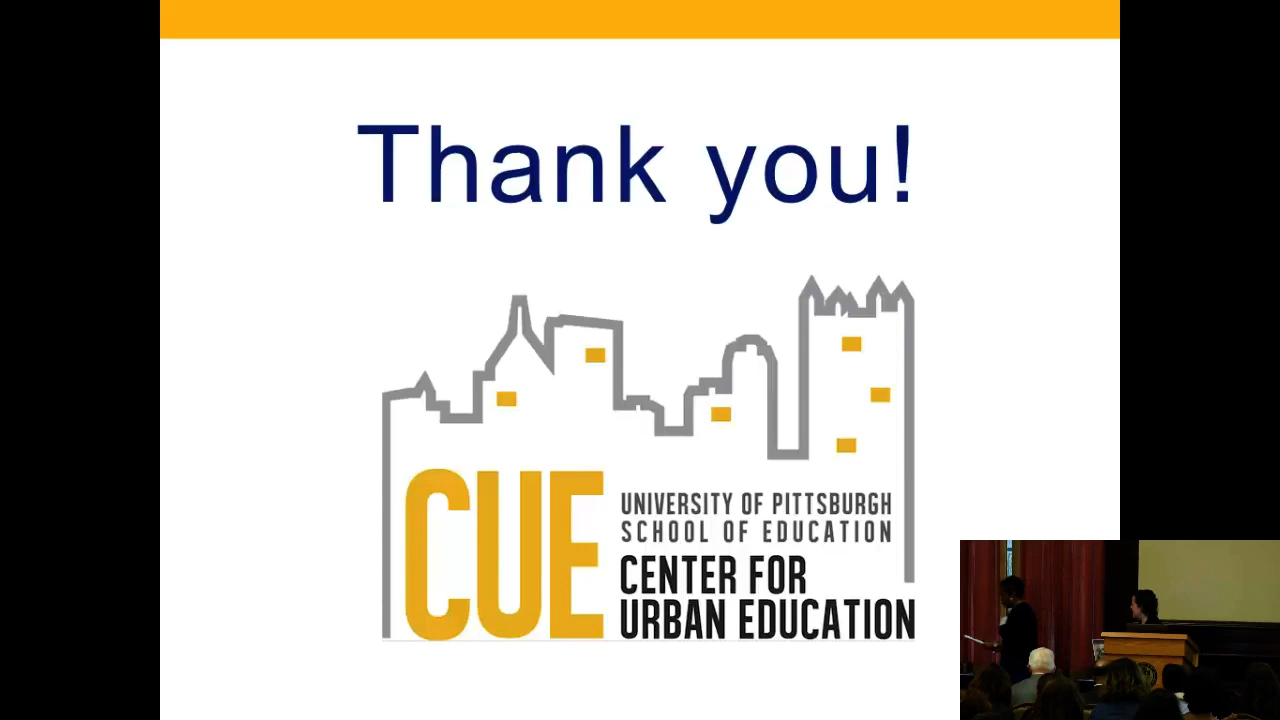 Thank you!
CUE
UNIVERSITY OF PITTSBURGH
SCHOOL OF EDUCATION
CENTER FOR
URBAN EDUCATION